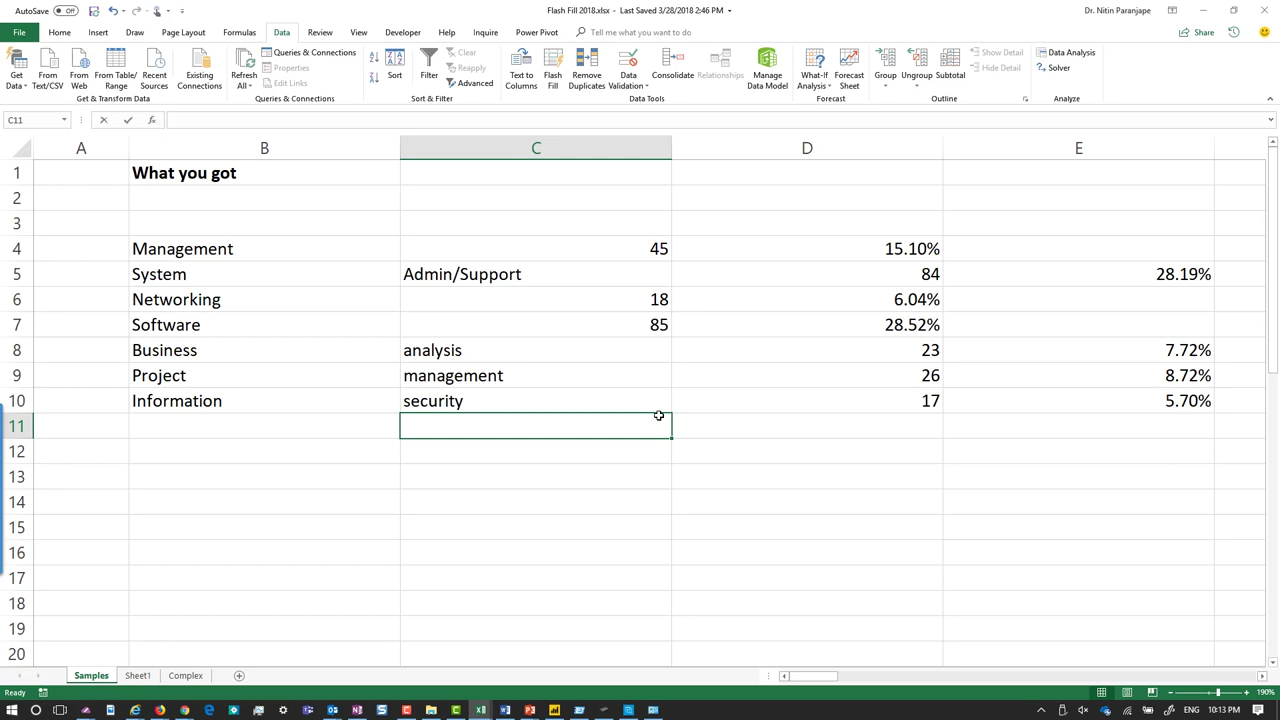 AutoSave Off
Flash Fill 2018.xlsx - Last Saved 3/28/2018 2:46 PM
Dr. Nitin Paranjape
File Home Insert Draw Page Layout Formulas Data Review View Developer Help Inquire Power Pivot Tell me what you want to do
Share
Get Data
From Text/CSV
From Web
From Table/ Range
Recent Sources
Existing Connections
Get & Transform Data
Refresh All
Queries & Connections
Properties
Edit Links
Queries & Connections
Sort
Filter
Clear
Reapply
Advanced
Sort & Filter
Text to Columns
Flash Fill
Remove Duplicates
Data Validation
Consolidate
Relationships
Manage Data Model
Data Tools
What-If Analysis
Forecast Sheet
Forecast
Group
Ungroup
Subtotal
Show Detail
Hide Detail
Outline
Data Analysis
Solver
Analyze
C11 fx
A B C D E
1 What you got
2
3
4 Management 45 15.10%
5 System Admin/Support 84 28.19%
6 Networking 18 6.04%
7 Software 85 28.52%
8 Business analysis 23 7.72%
9 Project management 26 8.72%
10 Information security 17 5.70%
11
12
13
14
15
16
17
18
19
20
Samples Sheet1 Complex
Ready
190%
ENG 10:13 PM